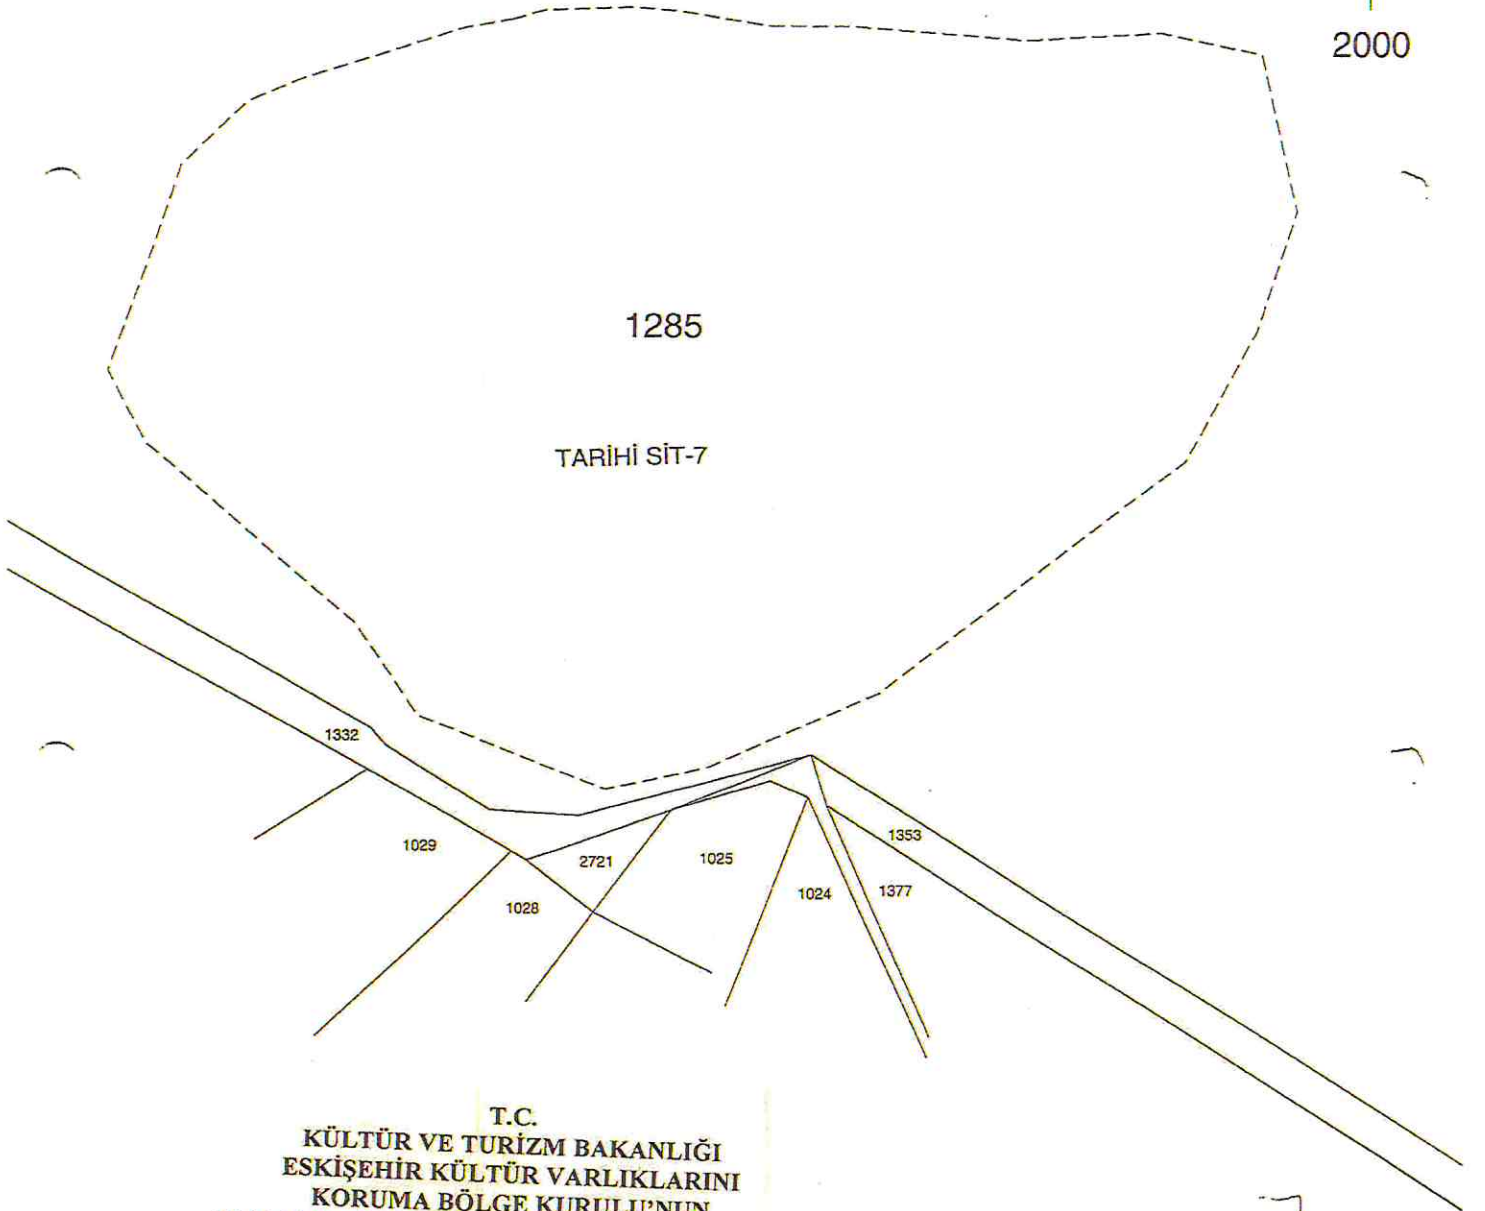 2000
1285
TARİHİ SİT-7
1332
1029
2721
1025
1353
1028
1024
1377
T.C.
KÜLTÜR VE TURİZM BAKANLIĞI
ESKİŞEHİR KÜLTÜR VARLIKLARINI
KORUMA BÖLGE KURULU'NUN